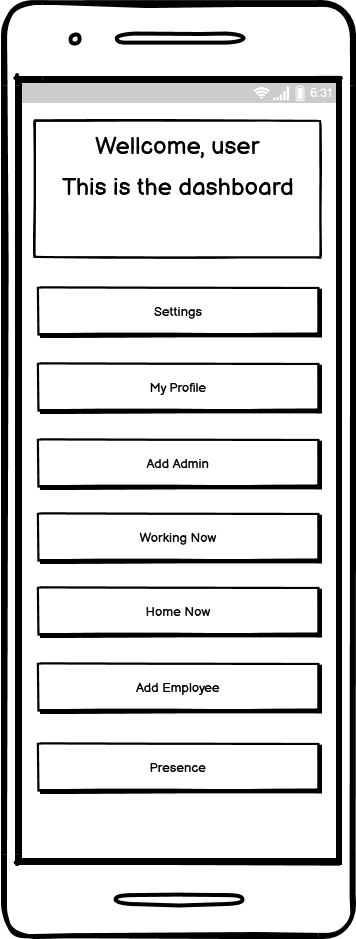 6:31
Wellcome, user
This is the dashboard
Settings
My Profile
Add Admin
Working Now
Home Now
Add Employee
Presence